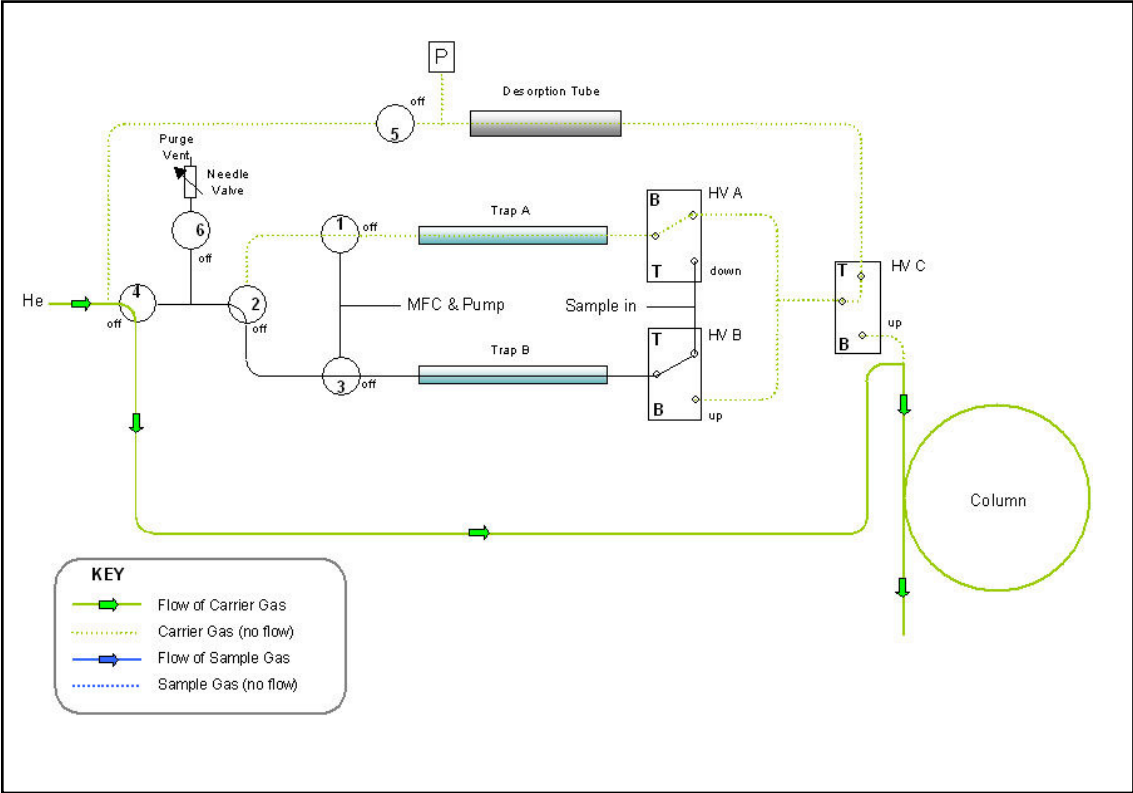 P
Desorption Tube
off
5
Purge
Vent
Needle
Valve
6
off
1
off
Trap A
B
T
HV A
down
T
B
HV C
up
He
4
off
2
off
MFC & Pump
Sample in
3
off
Trap B
T
B
HV B
up
Column
KEY
Flow of Carrier Gas
Carrier Gas (no flow)
Flow of Sample Gas
Sample Gas (no flow)